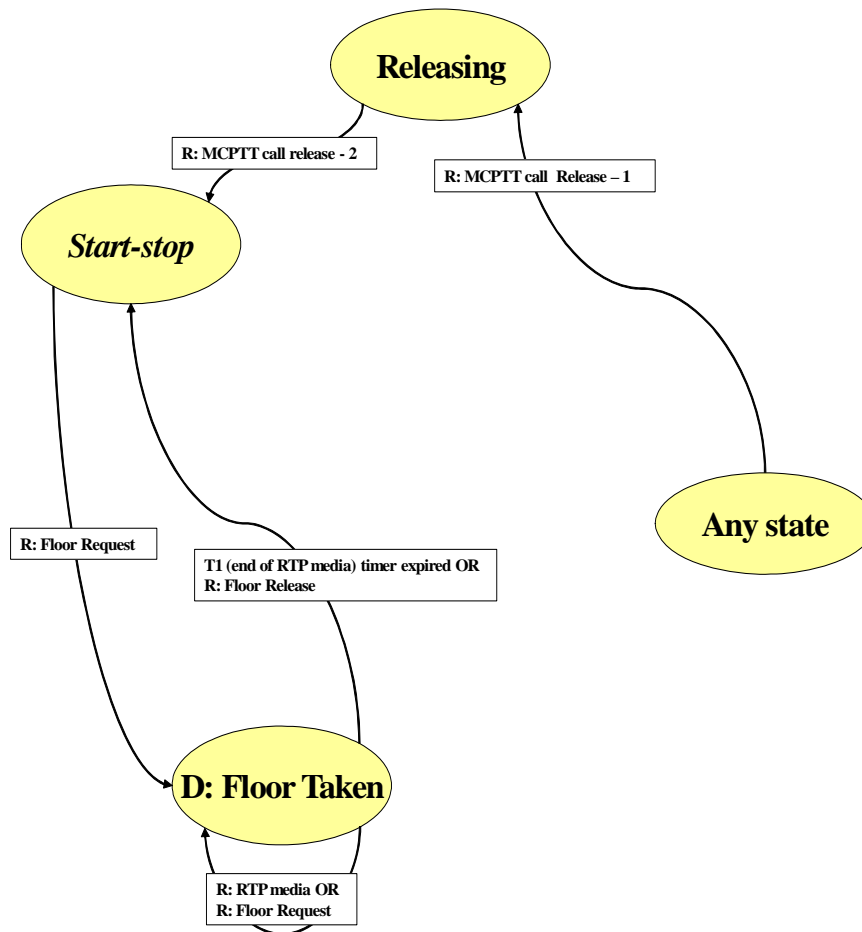 Releasing
R: MCPTT call release - 2
R: MCPTT call Release – 1
Start-stop
Any state
R: Floor Request
T1 (end of RTP media) timer expired OR
R: Floor Release
D: Floor Taken
R: RTP media OR
R: Floor Request